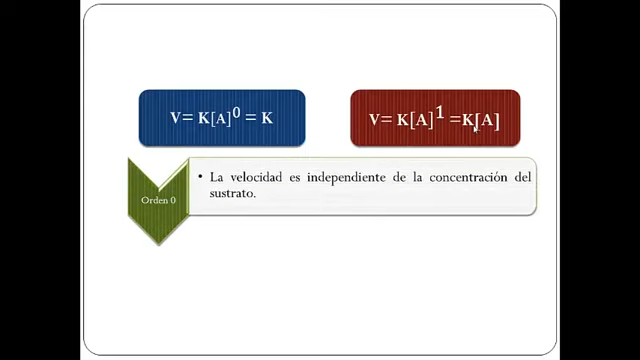 V= K[A]⁰ = K
V= K[A]¹ =K[A]
Orden 0
• La velocidad es independiente de la concentración del
sustrato.